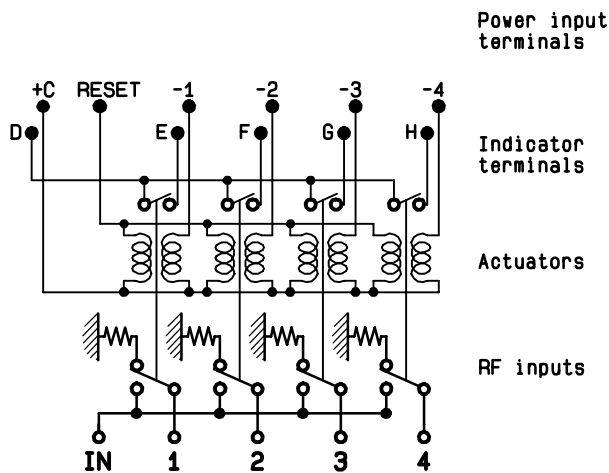 Power input
terminals
+C RESET -1 -2 -3 -4
D E F G H
Indicator
terminals
Actuators
RF inputs
IN 1 2 3 4